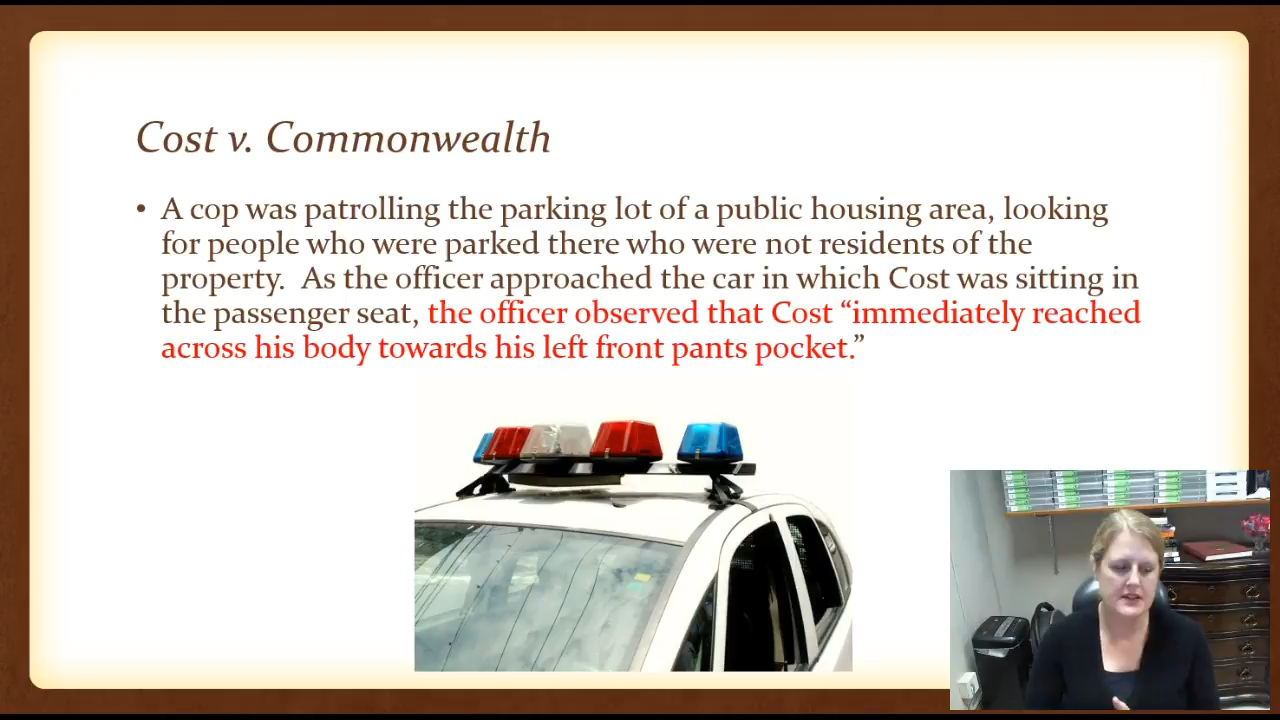 Cost v. Commonwealth
• A cop was patrolling the parking lot of a public housing area, looking
for people who were parked there who were not residents of the
property.  As the officer approached the car in which Cost was sitting in
the passenger seat, the officer observed that Cost “immediately reached
across his body towards his left front pants pocket.”